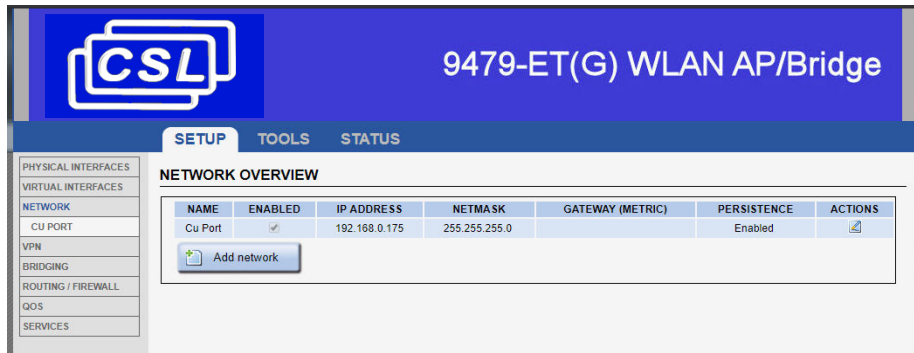 CSL
9479-ET(G) WLAN AP/Bridge
SETUP TOOLS STATUS
PHYSICAL INTERFACES
VIRTUAL INTERFACES
NETWORK
CU PORT
VPN
BRIDGING
ROUTING / FIREWALL
QOS
SERVICES
NETWORK OVERVIEW
NAME ENABLED IP ADDRESS NETMASK GATEWAY (METRIC) PERSISTENCE ACTIONS
Cu Port 192.168.0.175 255.255.255.0 Enabled
Add network